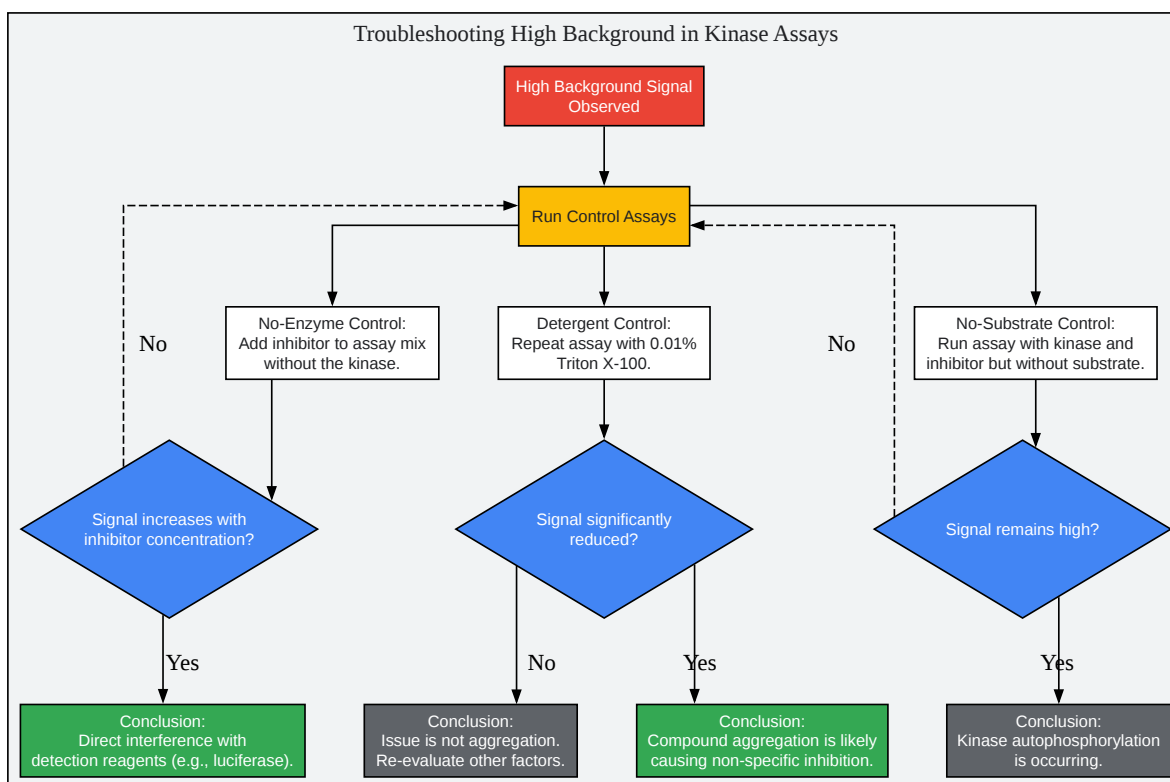 Troubleshooting High Background in Kinase Assays
High Background Signal
Observed
Run Control Assays
No-Enzyme Control:
Add inhibitor to assay mix
without the kinase.
Detergent Control:
Repeat assay with 0.01%
Triton X-100.
No-Substrate Control:
Run assay with kinase and
inhibitor but without substrate.
No
No
Signal increases with
inhibitor concentration?
Signal significantly
reduced?
Signal remains high?
Yes
No
Yes
Yes
Conclusion:
Direct interference with
detection reagents (e.g., luciferase).
Conclusion:
Issue is not aggregation.
Re-evaluate other factors.
Conclusion:
Compound aggregation is likely
causing non-specific inhibition.
Conclusion:
Kinase autophosphorylation
is occurring.